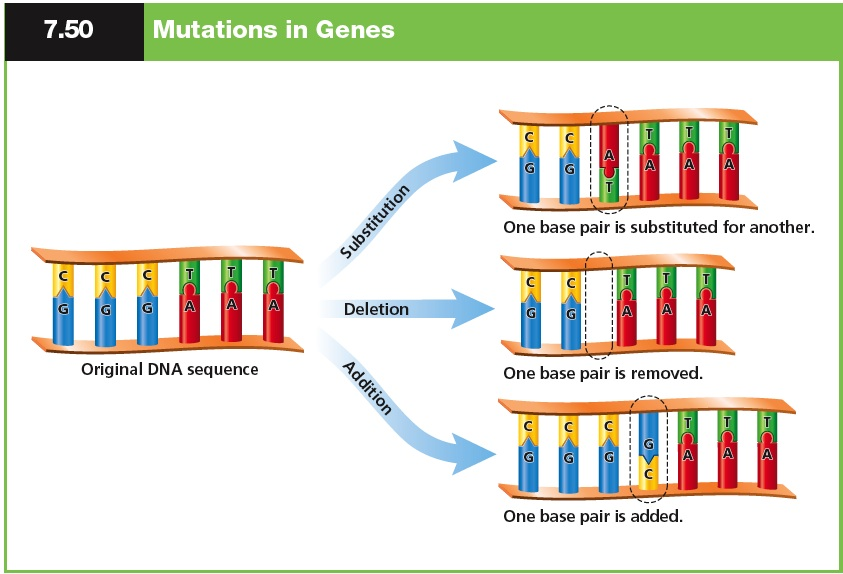 7.50 Mutations in Genes
C C C T T T
G G G A A A
Original DNA sequence
Substitution
C C A T T T
G G T A A A
One base pair is substituted for another.
Deletion
C C T T T
G G A A A
One base pair is removed.
Addition
C C C G T T T
G G G C A A A
One base pair is added.